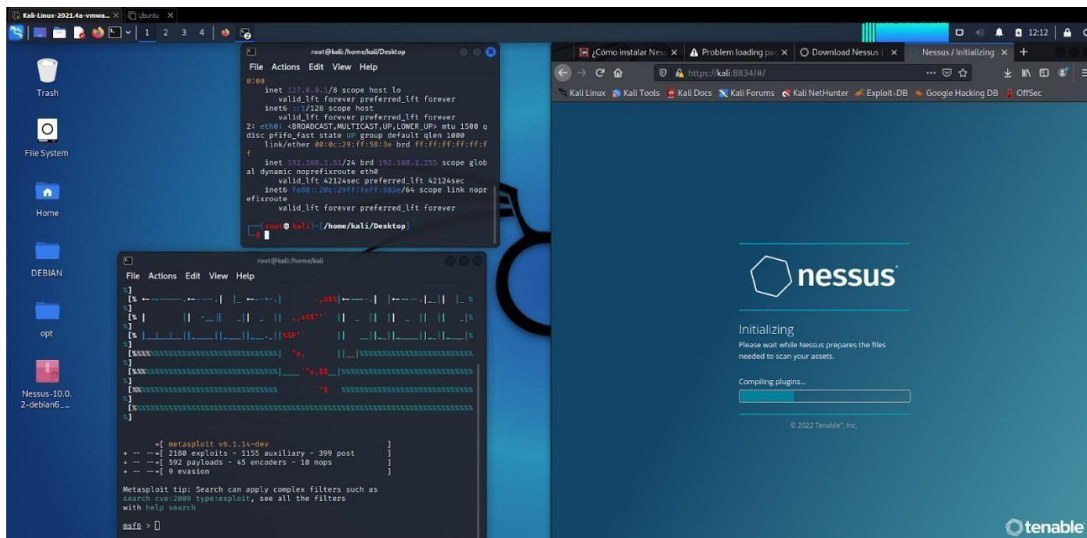 Kali-Linux-2021.4a-vmwa...
Ubuntu
1 2 3 4
12:12
Trash
File System
Home
DEBIAN
opt
Nessus-10.0.
2-debian6_...
root@kali:/home/kali/Desktop
File Actions Edit View Help
0:00
inet 127.0.0.1/8 scope host lo
valid_lft forever preferred_lft forever
inet6 ::1/128 scope host
valid_lft forever preferred_lft forever
2: eth0: <BROADCAST,MULTICAST,UP,LOWER_UP> mtu 1500 q
disc pfifo_fast state UP group default qlen 1000
link/ether 00:0c:29:ff:58:3e brd ff:ff:ff:ff:ff:f
f
inet 192.168.1.61/24 brd 192.168.1.255 scope glob
al dynamic noprefixroute eth0
valid_lft 42124sec preferred_lft 42124sec
inet6 fe80::20c:29ff:feff:583e/64 scope link nopr
efixroute
valid_lft forever preferred_lft forever
(root kali)-[/home/kali/Desktop]
#
root@kali:/home/kali
File Actions Edit View Help
=[ metasploit v6.1.14-dev ]
+ -- --=[ 2180 exploits - 1155 auxiliary - 399 post ]
+ -- --=[ 592 payloads - 45 encoders - 10 nops ]
+ -- --=[ 9 evasion ]
Metasploit tip: Search can apply complex filters such as
search cve:2009 type:exploit, see all the filters
with help search
msf6 >
¿Cómo instalar Nes
Problem loading pag
Download Nessus |
Nessus / Initializing
https://kali:8834/#/
Kali Linux Kali Tools Kali Docs Kali Forums Kali NetHunter Exploit-DB Google Hacking DB OffSec
nessus
Initializing
Please wait while Nessus prepares the files
needed to scan your assets.
Compiling plugins...
© 2022 Tenable™, Inc.
tenable